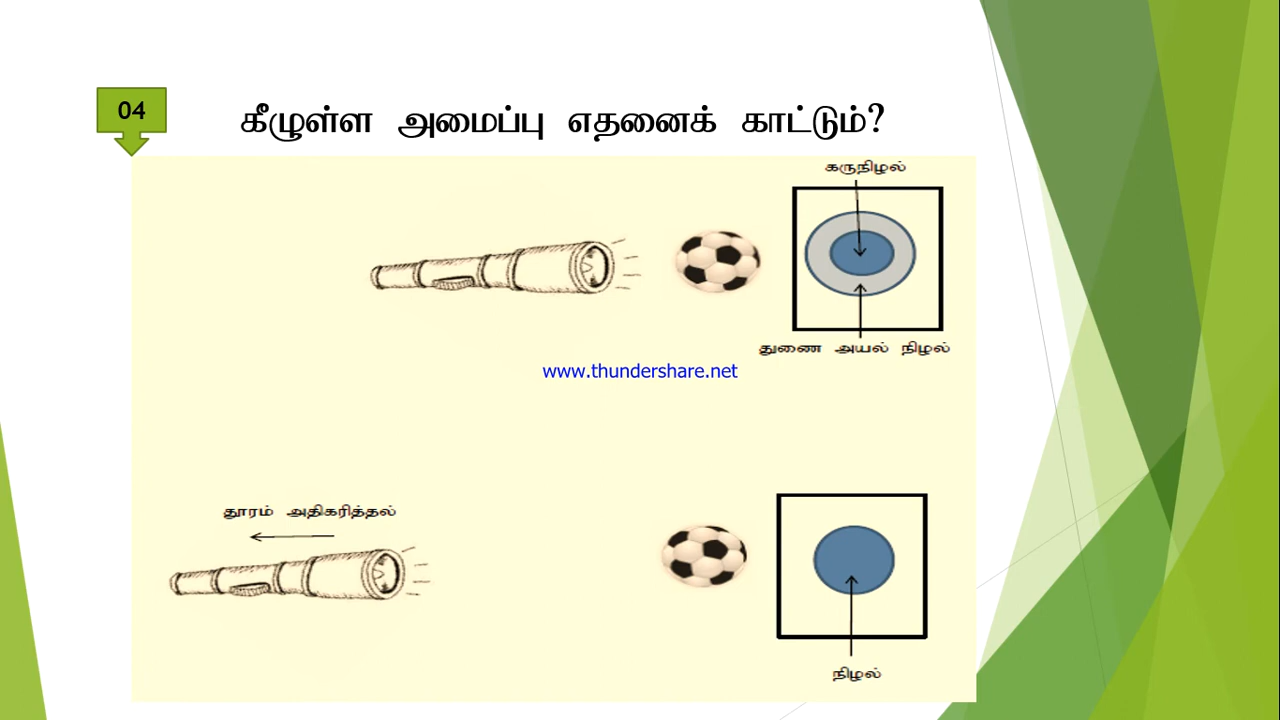 04
கீழுள்ள அமைப்பு எதனைக் காட்டும்?
கருநிழல்
துணை அயல் நிழல்
www.thundershare.net
தூரம் அதிகரித்தல்
நிழல்